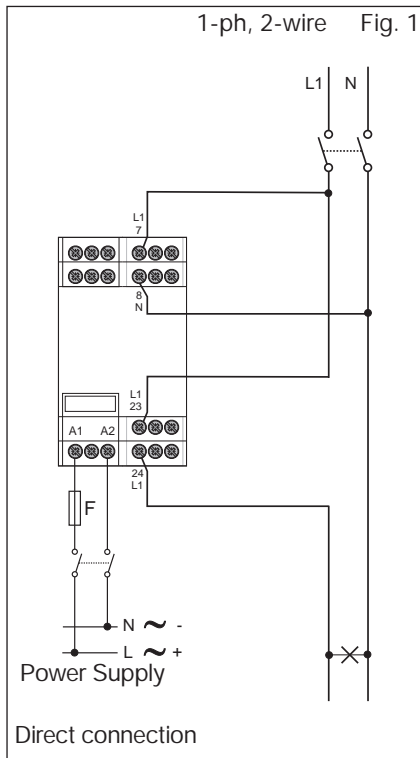 1-ph, 2-wire Fig. 1
L1 N
L1
7
8
N
L1
23
A1 A2
24
L1
F
N ~ -
L ~ +
Power Supply
Direct connection